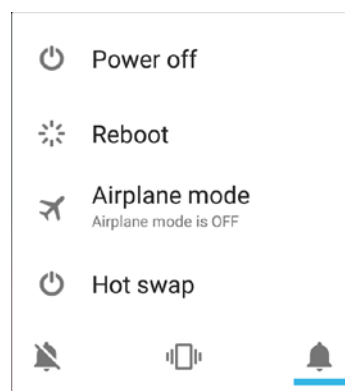 Power off
Reboot
Airplane mode
Airplane mode is OFF
Hot swap